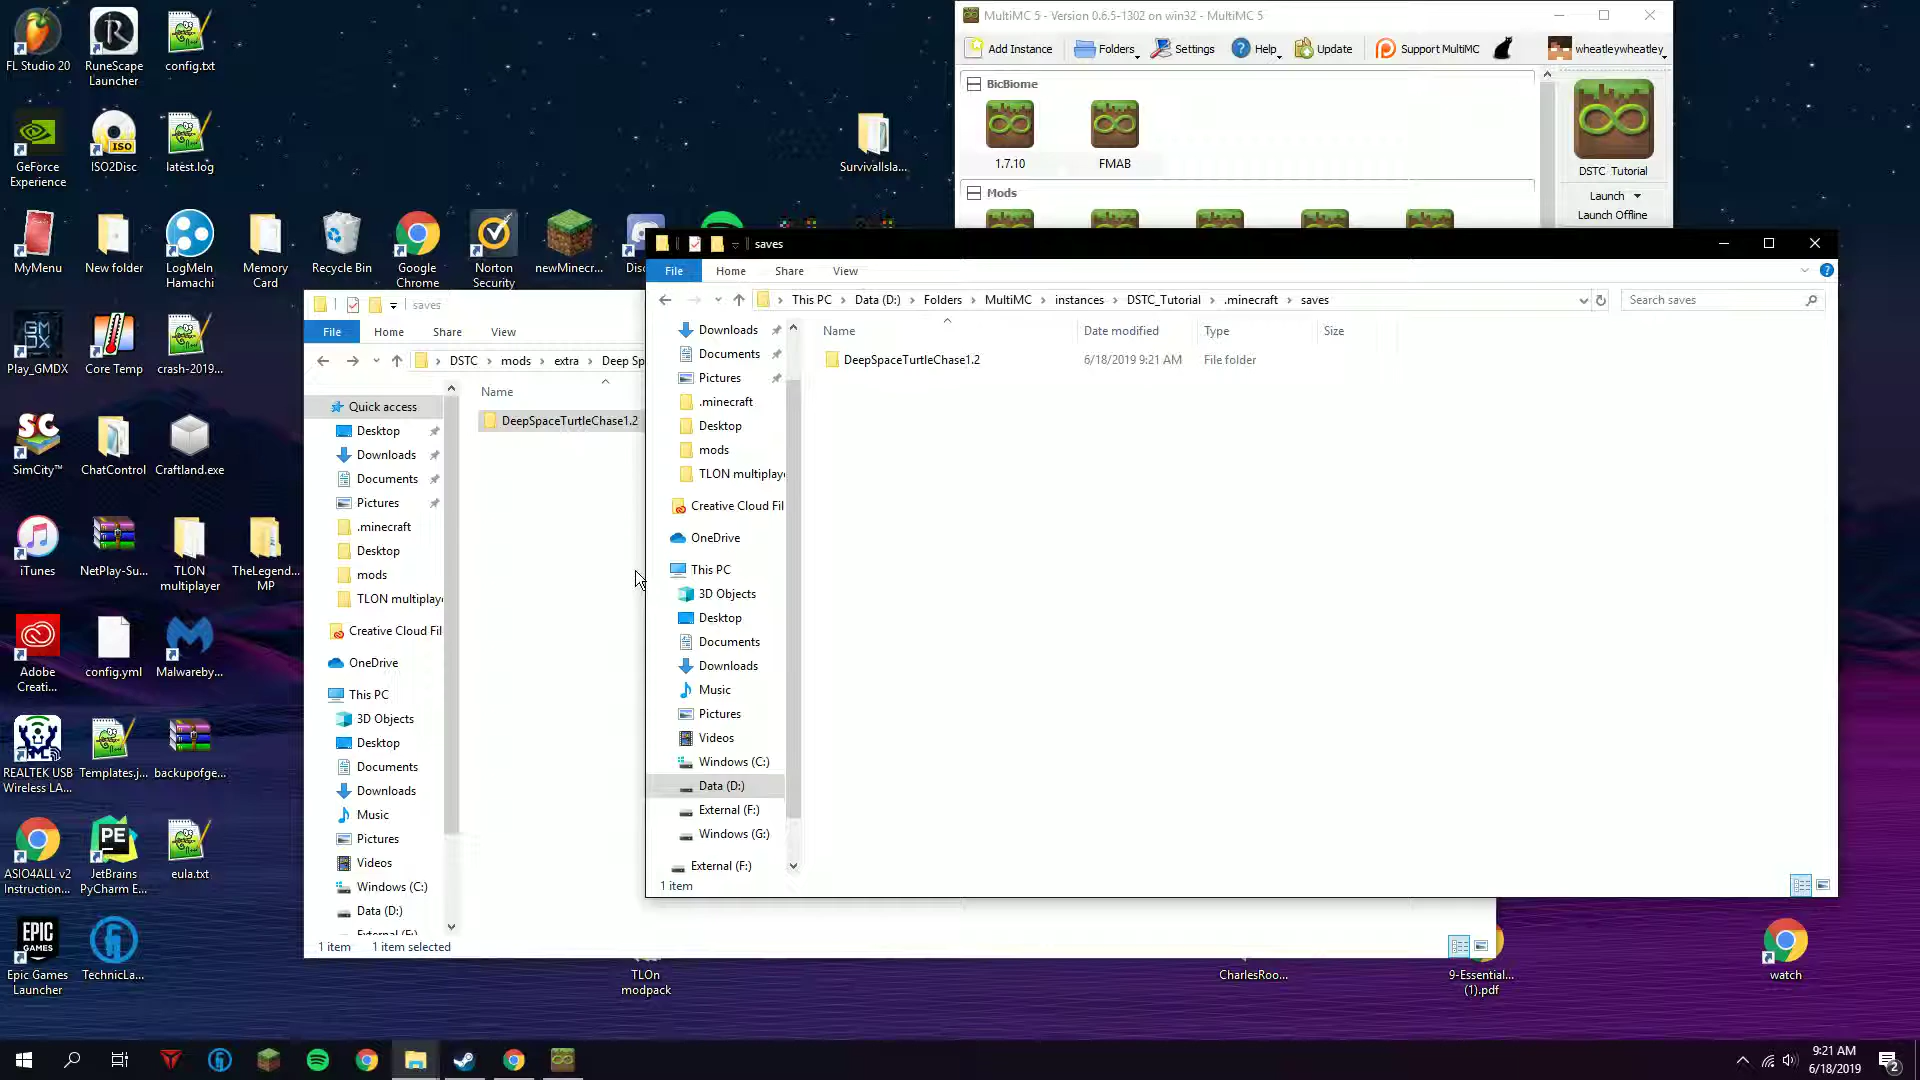 FL Studio 20
RuneScape
Launcher
config.txt
GeForce
Experience
ISO2Disc
latest.log
MyMenu
New folder
LogMeIn
Hamachi
Memory
Card
Recycle Bin
Google
Chrome
Norton
Security
newMinecr...
Play_GMDX
Core Temp
crash-2019...
SimCity™
ChatControl
Craftland.exe
iTunes
NetPlay-Su...
TLON
multiplayer
TheLegend...
MP
Adobe
Creati...
config.yml
Malwareby...
REALTEK USB
Wireless LA...
Templates.j...
backupofge...
ASIO4ALL v2
Instruction...
JetBrains
PyCharm E...
eula.txt
Epic Games
Launcher
TechnicLa...
SurvivalIsla...
TLOn
modpack
CharlesRoo...
9-Essential...
(1).pdf
watch
MultiMC 5 - Version 0.6.5-1302 on win32 - MultiMC 5
Add Instance
Folders
Settings
Help
Update
Support MultiMC
wheatleywheatley
BicBiome
1.7.10
FMAB
Mods
DSTC Tutorial
Launch
Launch Offline
saves
File
Home
Share
View
DSTC
mods
extra
Deep Sp
Name
DeepSpaceTurtleChase1.2
Quick access
Desktop
Downloads
Documents
Pictures
.minecraft
Desktop
mods
TLON multiplaye
Creative Cloud Fil
OneDrive
This PC
3D Objects
Desktop
Documents
Downloads
Music
Pictures
Videos
Windows (C:)
Data (D:)
External (F:)
1 item
1 item selected
saves
File
Home
Share
View
This PC
Data (D:)
Folders
MultiMC
instances
DSTC_Tutorial
.minecraft
saves
Search saves
Name
Date modified
Type
Size
DeepSpaceTurtleChase1.2
6/18/2019 9:21 AM
File folder
Downloads
Documents
Pictures
.minecraft
Desktop
mods
TLON multiplaye
Creative Cloud Fil
OneDrive
This PC
3D Objects
Desktop
Documents
Downloads
Music
Pictures
Videos
Windows (C:)
Data (D:)
External (F:)
Windows (G:)
External (F:)
1 item
9:21 AM
6/18/2019
2